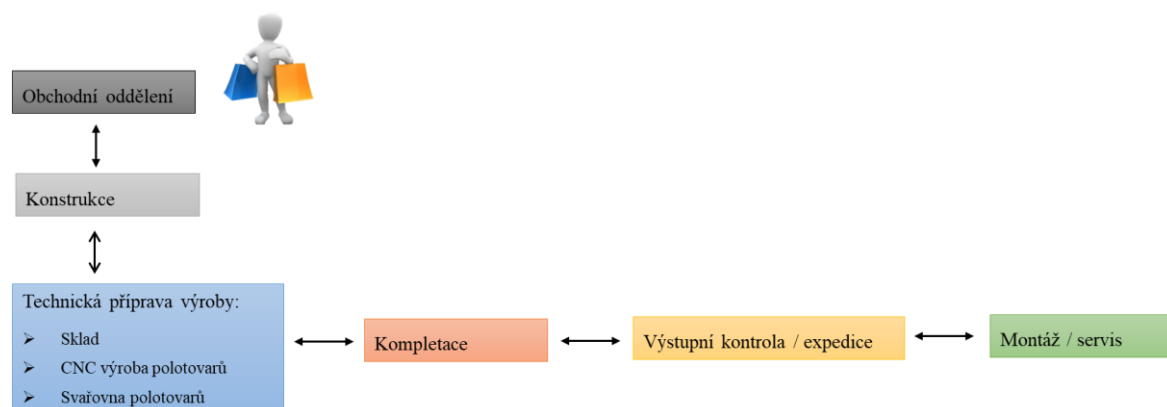 Obchodní oddělení
Konstrukce
Technická příprava výroby:
Sklad
CNC výroba polotovarů
Svařovna polotovarů
Kompletace
Výstupní kontrola / expedice
Montáž / servis